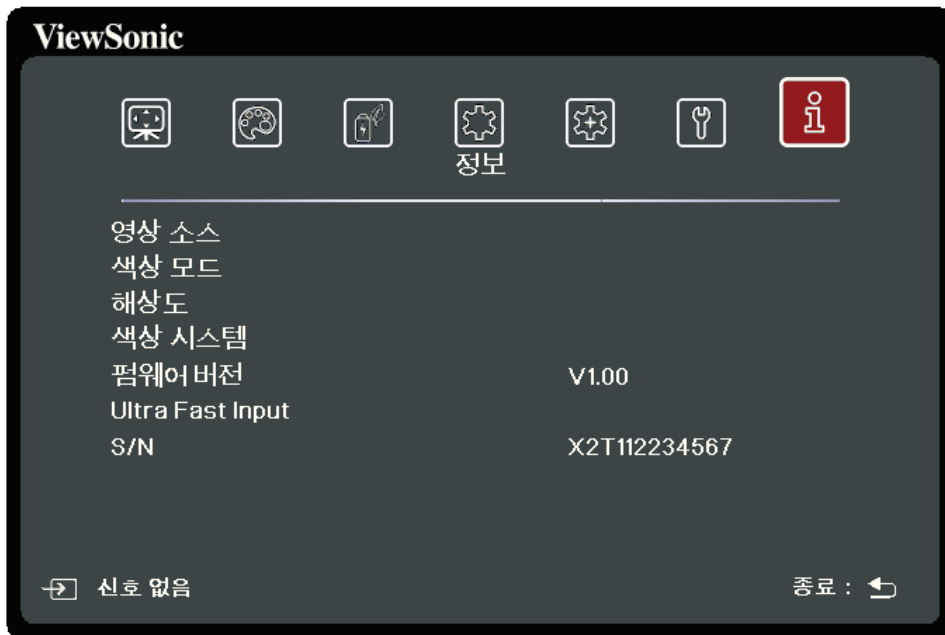 ViewSonic
정보
영상 소스
색상 모드
해상도
색상 시스템
펌웨어 버전 V1.00
Ultra Fast Input
S/N X2T112234567
신호 없음 종료 :